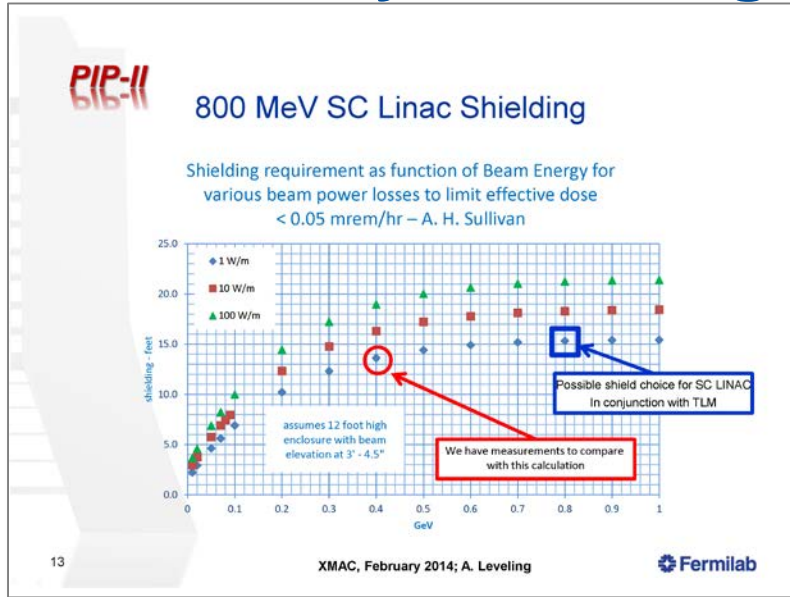 PIP-II
800 MeV SC Linac Shielding
Shielding requirement as function of Beam Energy for
various beam power losses to limit effective dose
< 0.05 mrem/hr – A. H. Sullivan
25.0
20.0
15.0
10.0
5.0
0.0
shielding - feet
1 W/m
10 W/m
100 W/m
assumes 12 foot high
enclosure with beam
elevation at 3' - 4.5"
Possible shield choice for SC LINAC
In conjunction with TLM
We have measurements to compare
with this calculation
0 0.1 0.2 0.3 0.4 0.5 0.6 0.7 0.8 0.9 1
GeV
13
XMAC, February 2014; A. Leveling
Fermilab